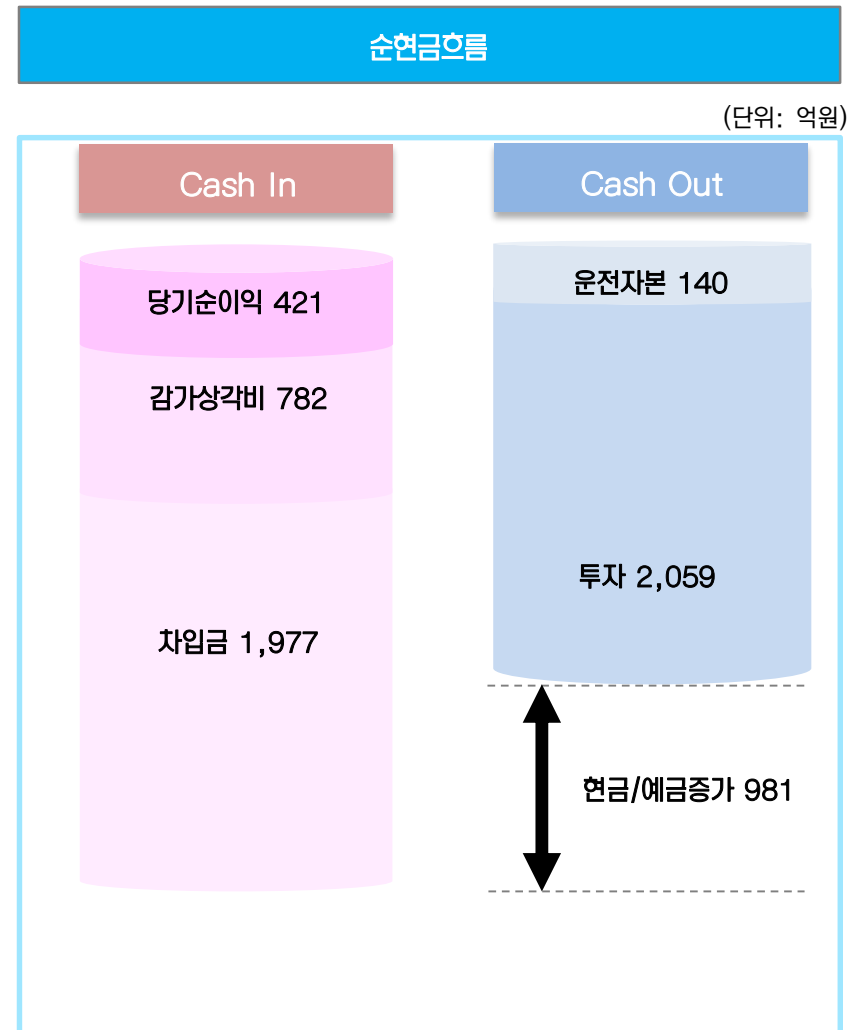 순현금흐름
(단위: 억원)
Cash In
Cash Out
당기순이익 421
감가상각비 782
차입금 1,977
운전자본 140
투자 2,059
현금/예금증가 981